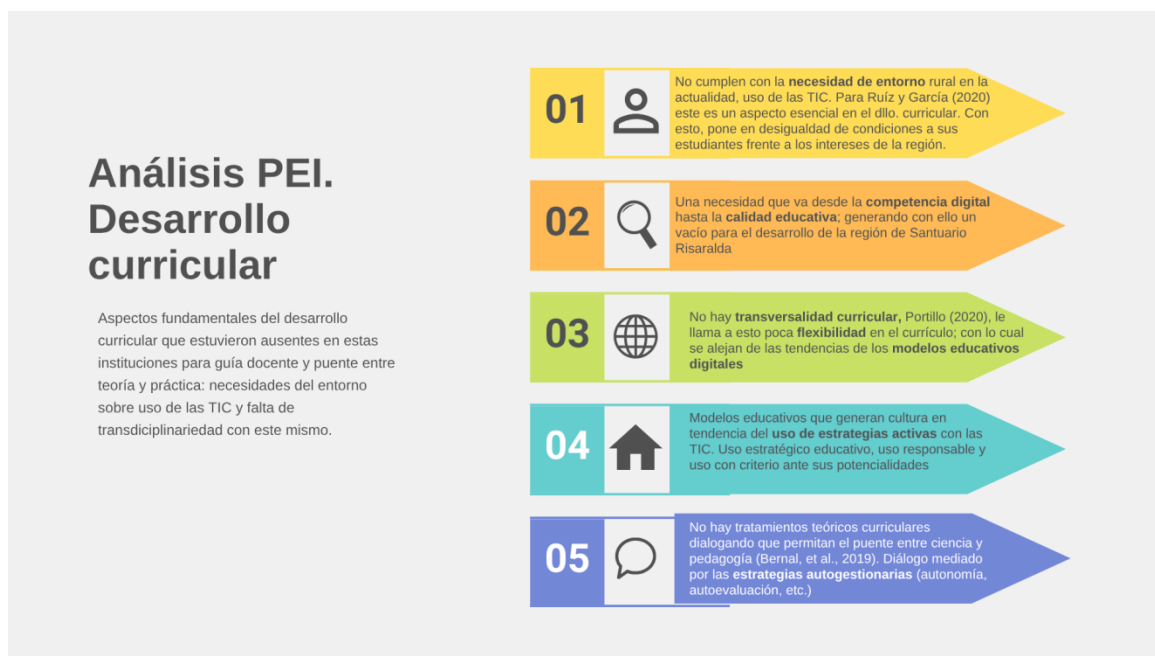 Análisis PEI.
Desarrollo
curricular
Aspectos fundamentales del desarrollo
curricular que estuvieron ausentes en estas
instituciones para guía docente y puente entre
teoría y práctica: necesidades del entorno
sobre uso de las TIC y falta de
transdiciplinariedad con este mismo.
01
No cumplen con la necesidad de entorno rural en la
actualidad, uso de las TIC. Para Ruíz y García (2020)
este es un aspecto esencial en el dllo. curricular. Con
esto, pone en desigualdad de condiciones a sus
estudiantes frente a los intereses de la región.
02
Una necesidad que va desde la competencia digital
hasta la calidad educativa; generando con ello un
vacío para el desarrollo de la región de Santuario
Risaralda
03
No hay transversalidad curricular, Portillo (2020), le
llama a esto poca flexibilidad en el currículo; con lo cual
se alejan de las tendencias de los modelos educativos
digitales
04
Modelos educativos que generan cultura en
tendencia del uso de estrategias activas con las
TIC. Uso estratégico educativo, uso responsable y
uso con criterio ante sus potencialidades
05
No hay tratamientos teóricos curriculares
dialogando que permitan el puente entre ciencia y
pedagogía (Bernal, et al., 2019). Diálogo mediado
por las estrategias autogestionarias (autonomía,
autoevaluación, etc.)